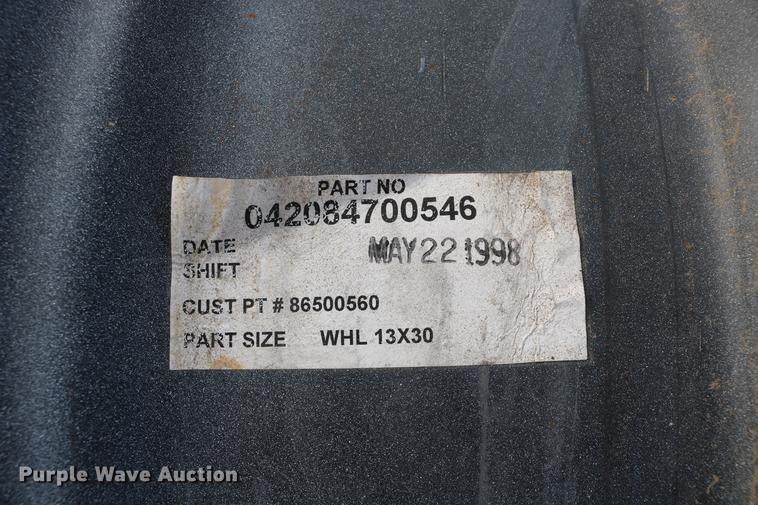 PART NO
042084700546
DATE MAY 22 1998
SHIFT
CUST PT # 86500560
PART SIZE WHL 13X30
Purple Wave Auction